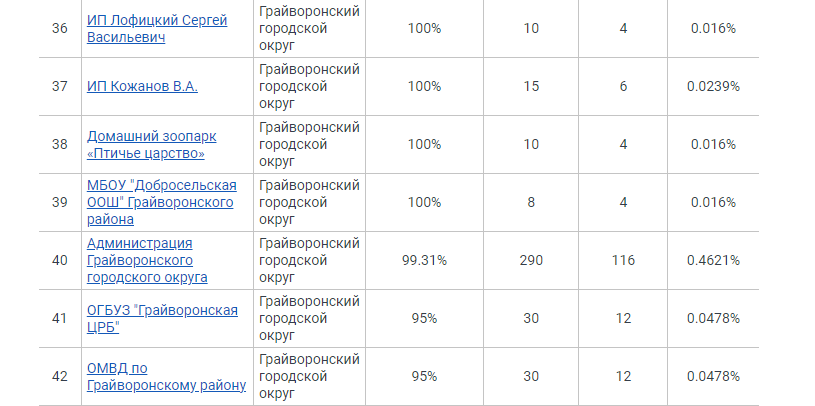 36 ИП Лофицкий Сергей Васильевич Грайворонский городской округ 100% 10 4 0.016%
37 ИП Кожанов В.А. Грайворонский городской округ 100% 15 6 0.0239%
38 Домашний зоопарк «Птичье царство» Грайворонский городской округ 100% 10 4 0.016%
39 МБОУ "Добросельская ООШ" Грайворонского района Грайворонский городской округ 100% 8 4 0.016%
40 Администрация Грайворонского городского округа Грайворонский городской округ 99.31% 290 116 0.4621%
41 ОГБУЗ "Грайворонская ЦРБ" Грайворонский городской округ 95% 30 12 0.0478%
42 ОМВД по Грайворонскому району Грайворонский городской округ 95% 30 12 0.0478%